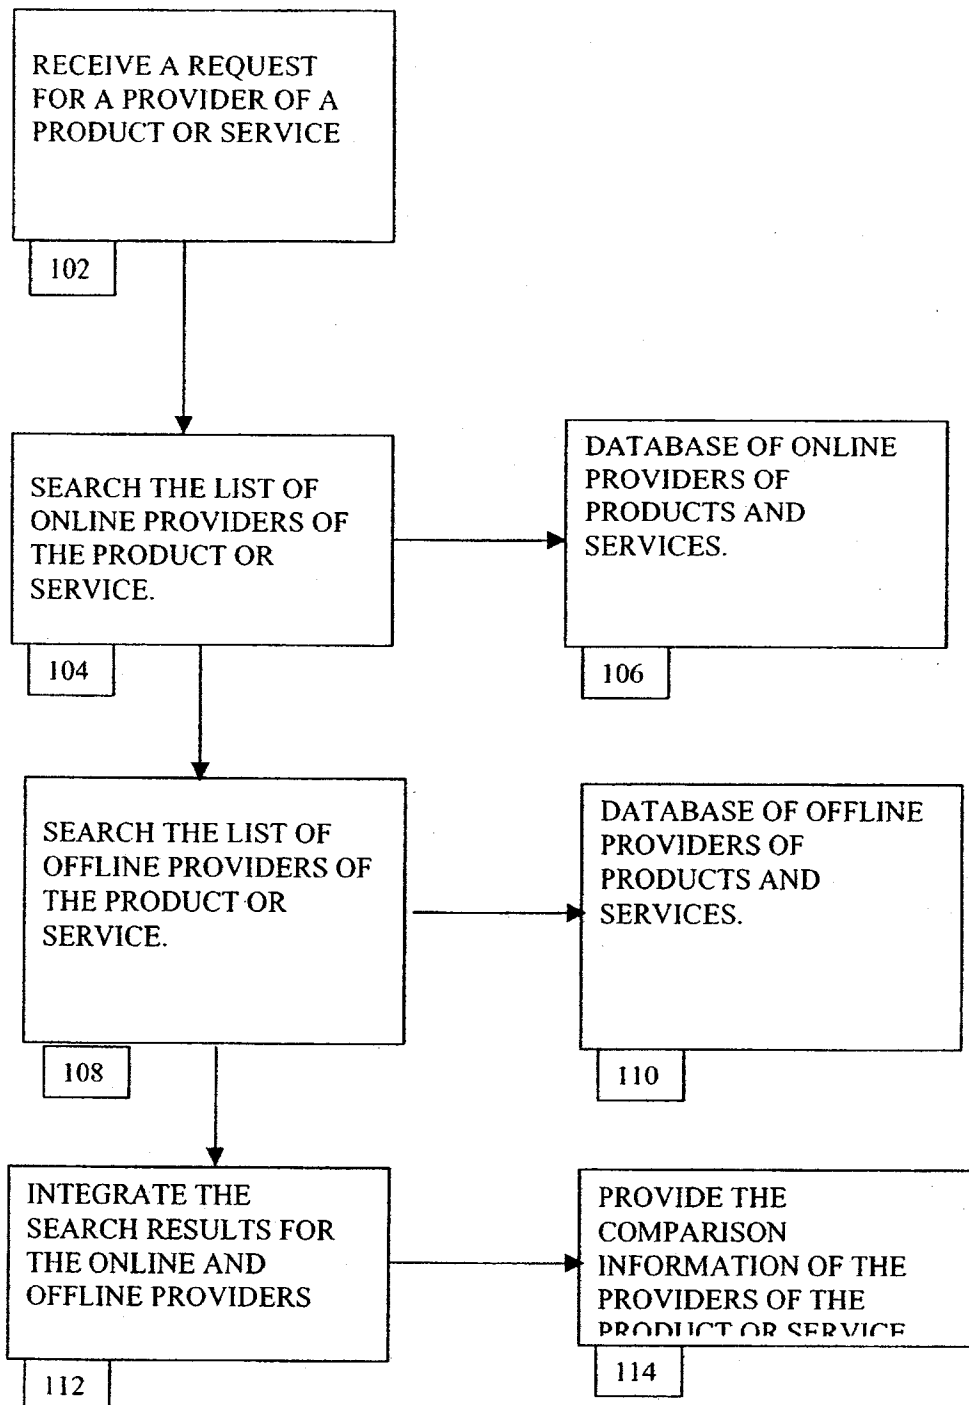 RECEIVE A REQUEST
FOR A PROVIDER OF A
PRODUCT OR SERVICE
102
SEARCH THE LIST OF
ONLINE PROVIDERS OF
THE PRODUCT OR
SERVICE.
104
DATABASE OF ONLINE
PROVIDERS OF
PRODUCTS AND
SERVICES.
106
SEARCH THE LIST OF
OFFLINE PROVIDERS OF
THE PRODUCT OR
SERVICE.
108
DATABASE OF OFFLINE
PROVIDERS OF
PRODUCTS AND
SERVICES.
110
INTEGRATE THE
SEARCH RESULTS FOR
THE ONLINE AND
OFFLINE PROVIDERS
112
PROVIDE THE
COMPARISON
INFORMATION OF THE
PROVIDERS OF THE
PRODUCT OR SERVICE
114